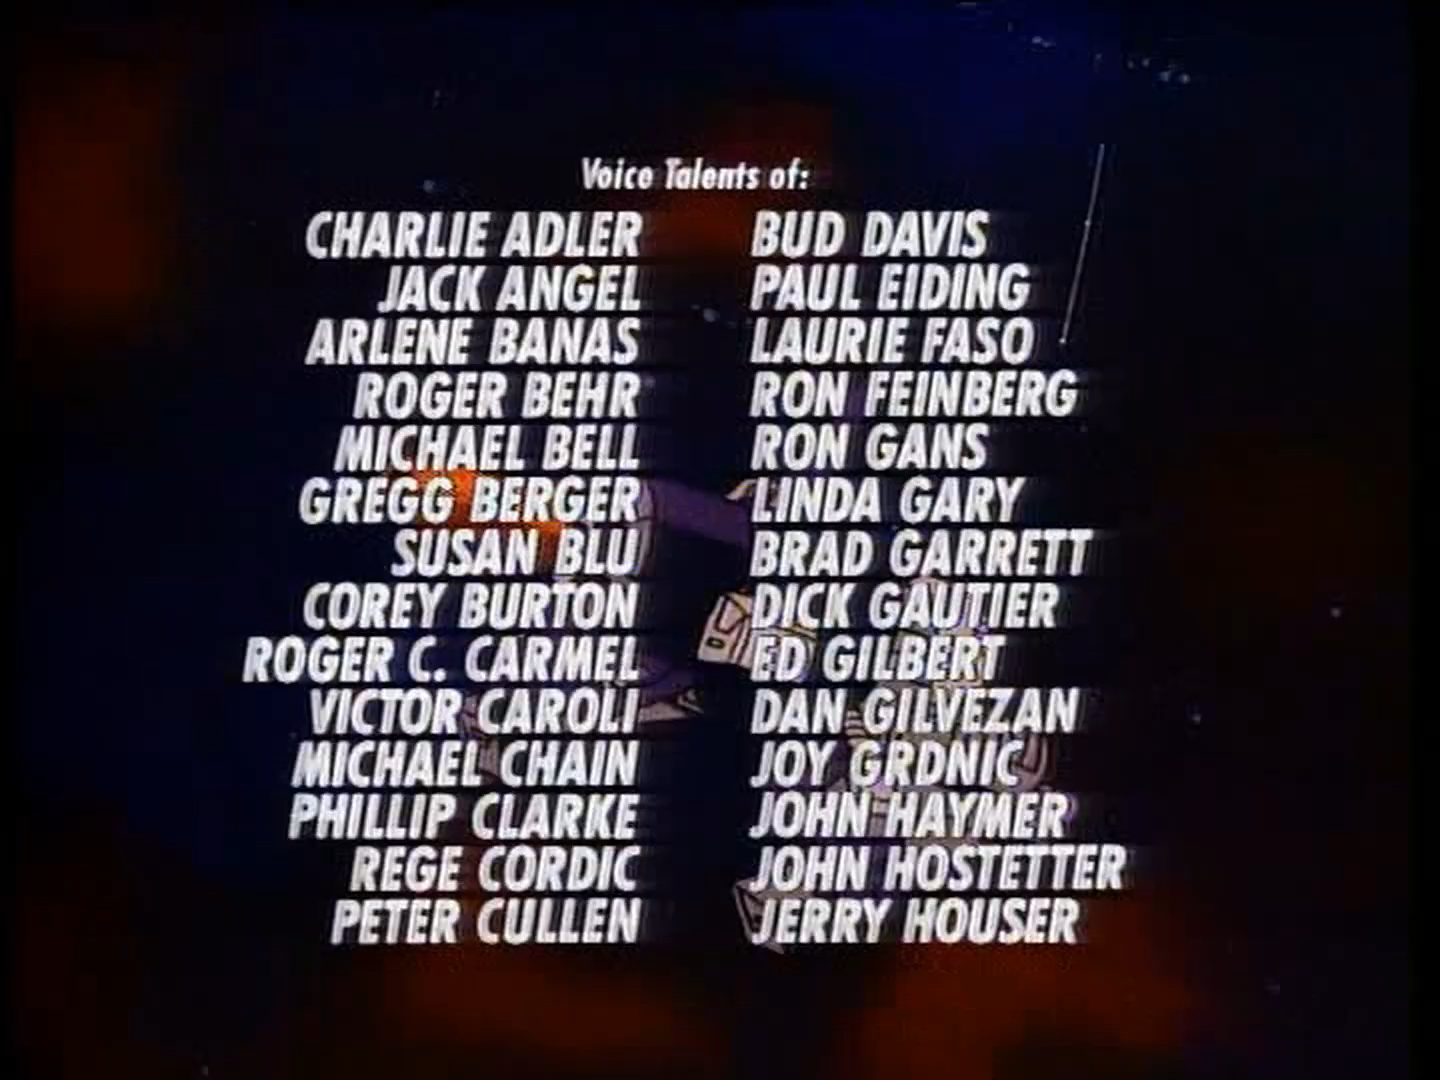 Voice Talents of:
CHARLIE ADLER
JACK ANGEL
ARLENE BANAS
ROGER BEHR
MICHAEL BELL
GREGG BERGER
SUSAN BLU
COREY BURTON
ROGER C. CARMEL
VICTOR CAROLI
MICHAEL CHAIN
PHILLIP CLARKE
REGE CORDIC
PETER CULLEN
BUD DAVIS
PAUL EIDING
LAURIE FASO
RON FEINBERG
RON GANS
LINDA GARY
BRAD GARRETT
DICK GAUTIER
ED GILBERT
DAN GILVEZAN
JOY GRDNIC
JOHN HAYMER
JOHN HOSTETTER
JERRY HOUSER